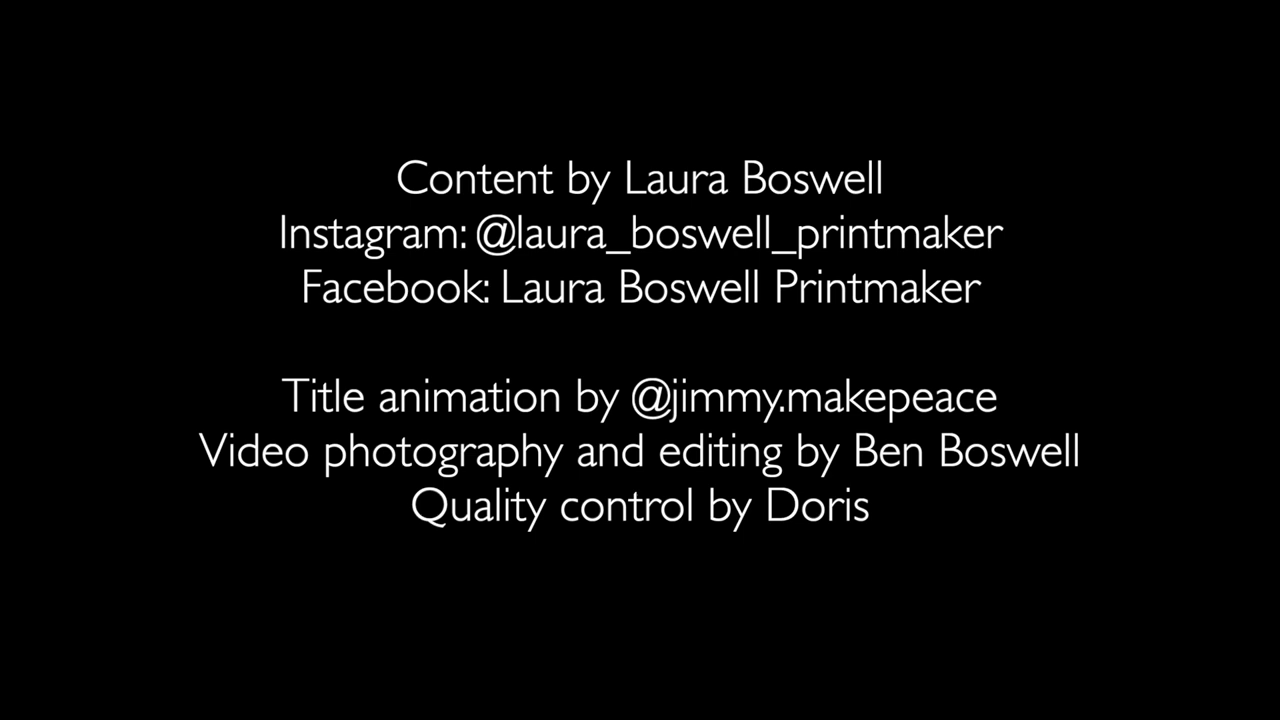 Content by Laura Boswell
Instagram: @laura_boswell_printmaker
Facebook: Laura Boswell Printmaker
Title animation by @jimmy.makepeace
Video photography and editing by Ben Boswell
Quality control by Doris